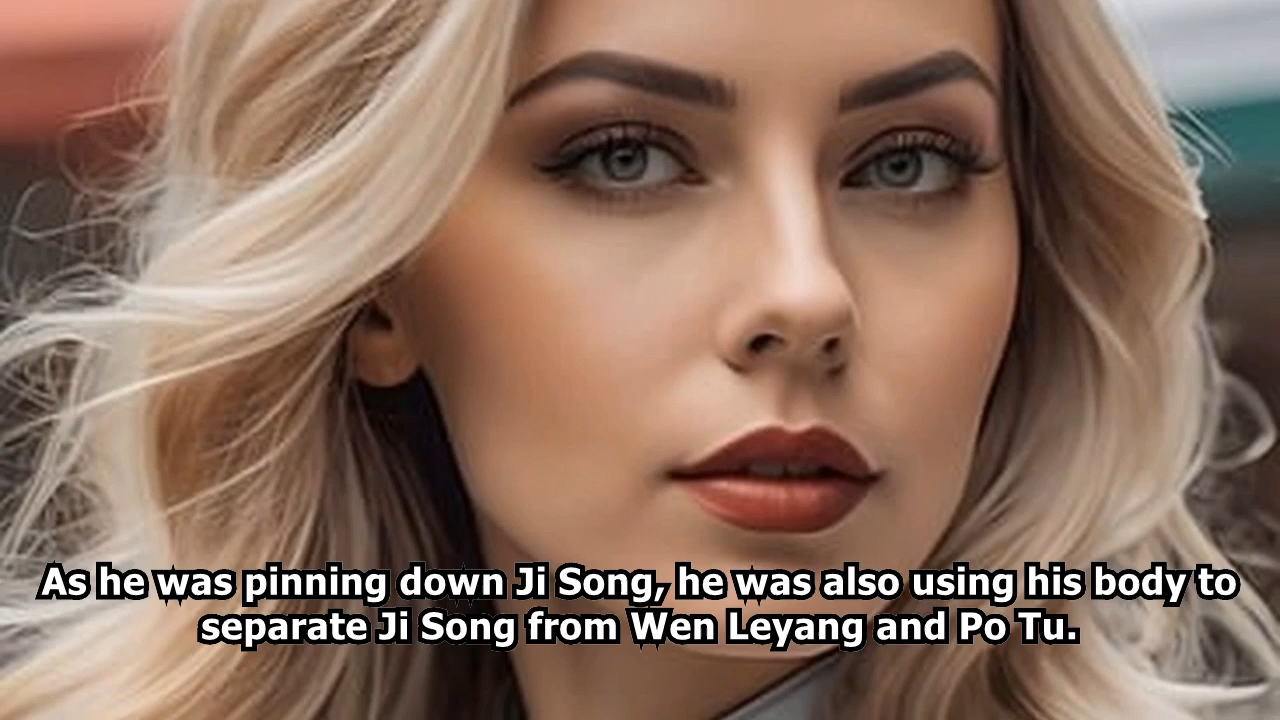 As he was pinning down Ji Song, he was also using his body to
separate Ji Song from Wen Leyang and Po Tu.